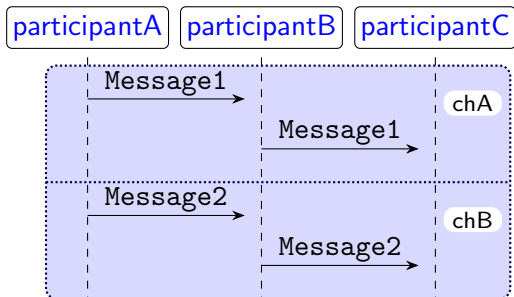 participantA participantB participantC
Message1
chA
Message1
Message2
chB
Message2